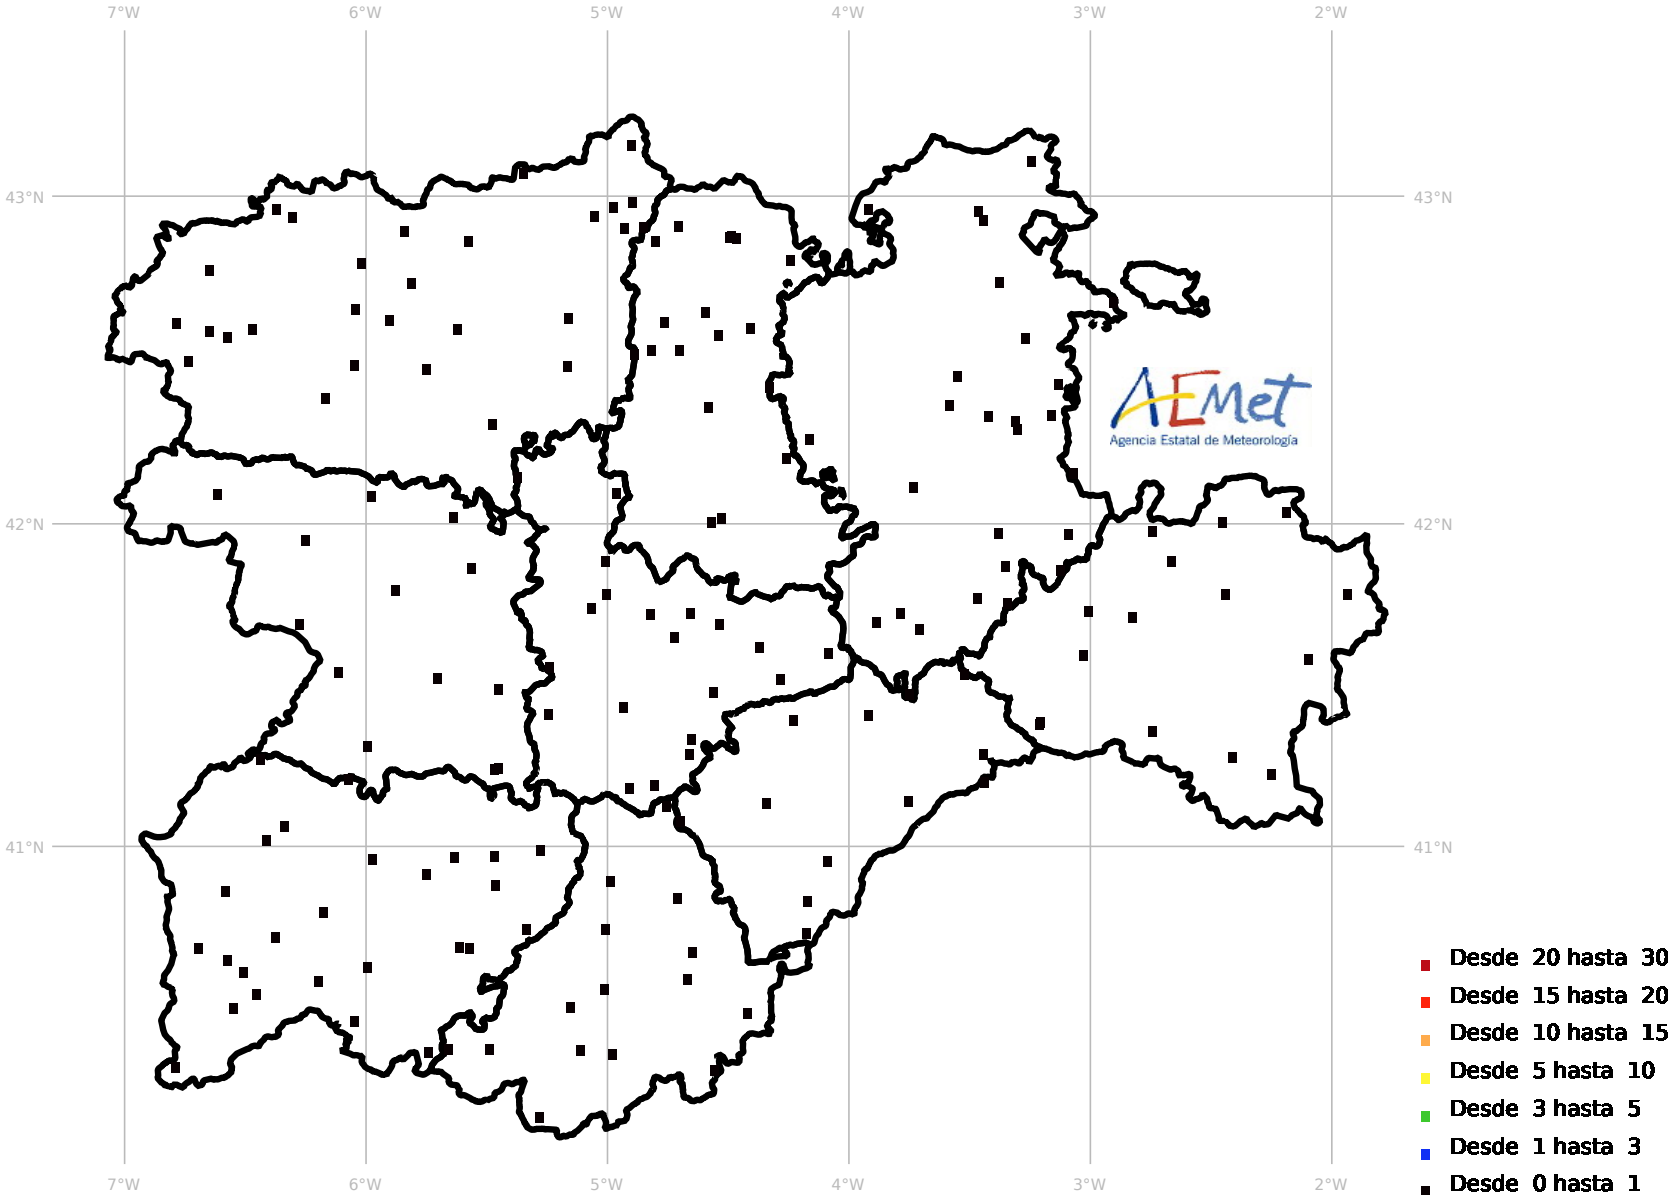 7°W 6°W 5°W 4°W 3°W 2°W
43°N 43°N
AEMet
Agencia Estatal de Meteorología
42°N 42°N
41°N 41°N
Desde 20 hasta 30
Desde 15 hasta 20
Desde 10 hasta 15
Desde 5 hasta 10
Desde 3 hasta 5
Desde 1 hasta 3
Desde 0 hasta 1
7°W 6°W 5°W 4°W 3°W 2°W